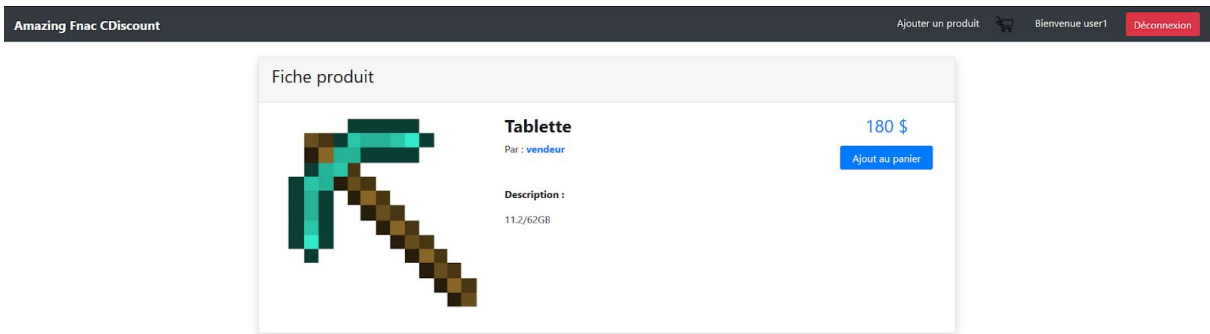 Amazing Fnac CDiscount
Ajouter un produit
Bienvenue user1
Déconnexion
Fiche produit
Tablette
180 $
Par : vendeur
Ajout au panier
Description :
11.2/62GB